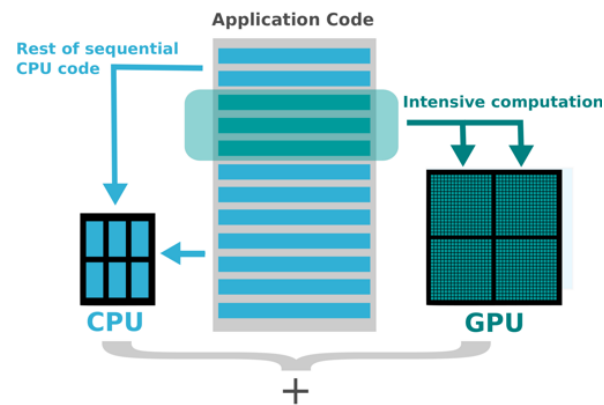 Application Code
Rest of sequential
CPU code
Intensive computation
CPU
GPU
+